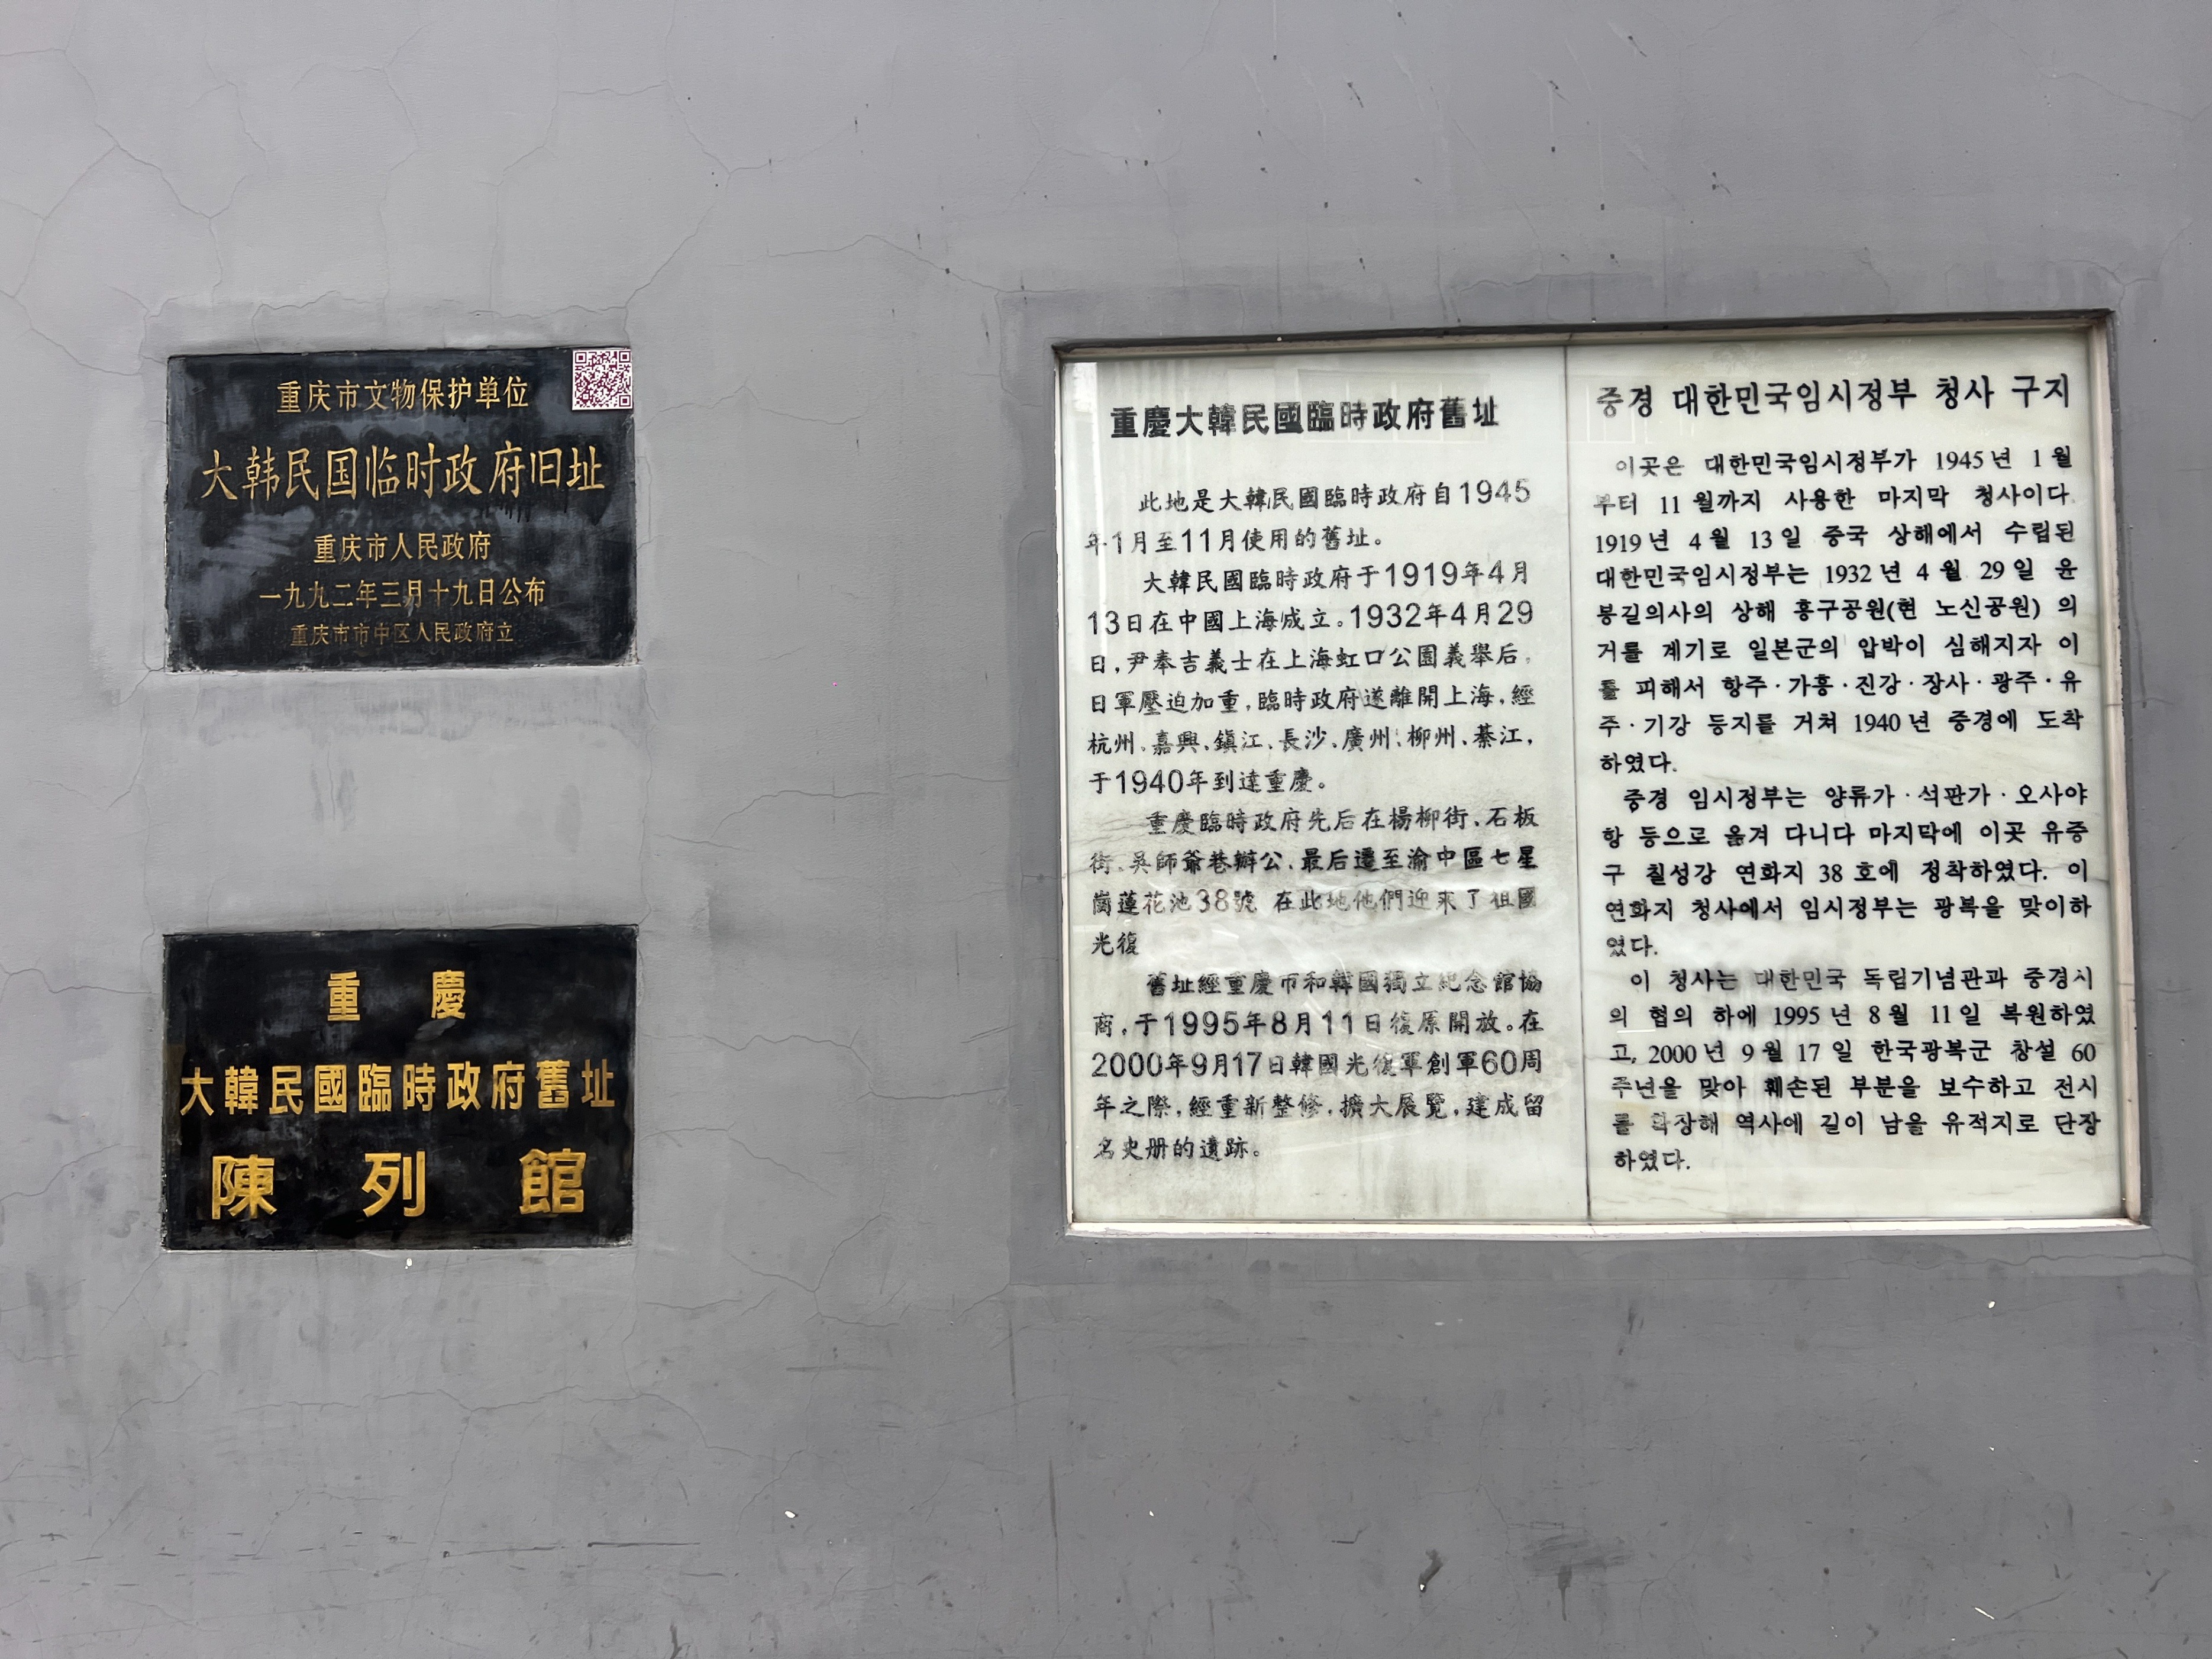 重庆市文物保护单位
大韩民国临时政府旧址
重庆市人民政府
一九九二年三月十九日公布
重庆市市中区人民政府立
重慶
大韓民國臨時政府舊址
陳列館
重慶大韓民國臨時政府舊址
此地是大韓民國臨時政府自1945
年1月至11月使用的舊址。
大韓民國臨時政府于1919年4月
13日在中國上海成立。1932年4月29
日,尹奉吉義士在上海虹口公園義舉后,
日軍壓迫加重,臨時政府遂離開上海,經
杭州、嘉興、鎮江、長沙、廣州、柳州、綦江,
于1940年到達重慶。
重慶臨時政府先后在楊柳街、石板
街、吳師爺巷辦公,最后遷至渝中區七星
崗蓮花池38號 在此地他們迎來了祖國
光復
舊址經重慶市和韓國獨立紀念館協
商,于1995年8月11日復原開放。在
2000年9月17日韓國光復軍創軍60周
年之際,經重新整修,擴大展覽,建成留
名史册的遺跡。
중경 대한민국임시정부 청사 구지
이곳은 대한민국임시정부가 1945년 1월
부터 11월까지 사용한 마지막 청사이다.
1919년 4월 13일 중국 상해에서 수립된
대한민국임시정부는 1932년 4월 29일 윤
봉길의사의 상해 홍구공원(현 노신공원) 의
거를 계기로 일본군의 압박이 심해지자 이
를 피해서 항주·가흥·진강·장사·광주·유
주·기강 등지를 거쳐 1940년 중경에 도착
하였다.
중경 임시정부는 양류가·석판가·오사야
항 등으로 옮겨 다니다 마지막에 이곳 유중
구 칠성강 연화지 38호에 정착하였다. 이
연화지 청사에서 임시정부는 광복을 맞이하
였다.
이 청사는 대한민국 독립기념관과 중경시
의 협의 하에 1995년 8월 11일 복원하였
고, 2000년 9월 17일 한국광복군 창설 60
주년을 맞아 훼손된 부분을 보수하고 전시
를 확장해 역사에 길이 남을 유적지로 단장
하였다.